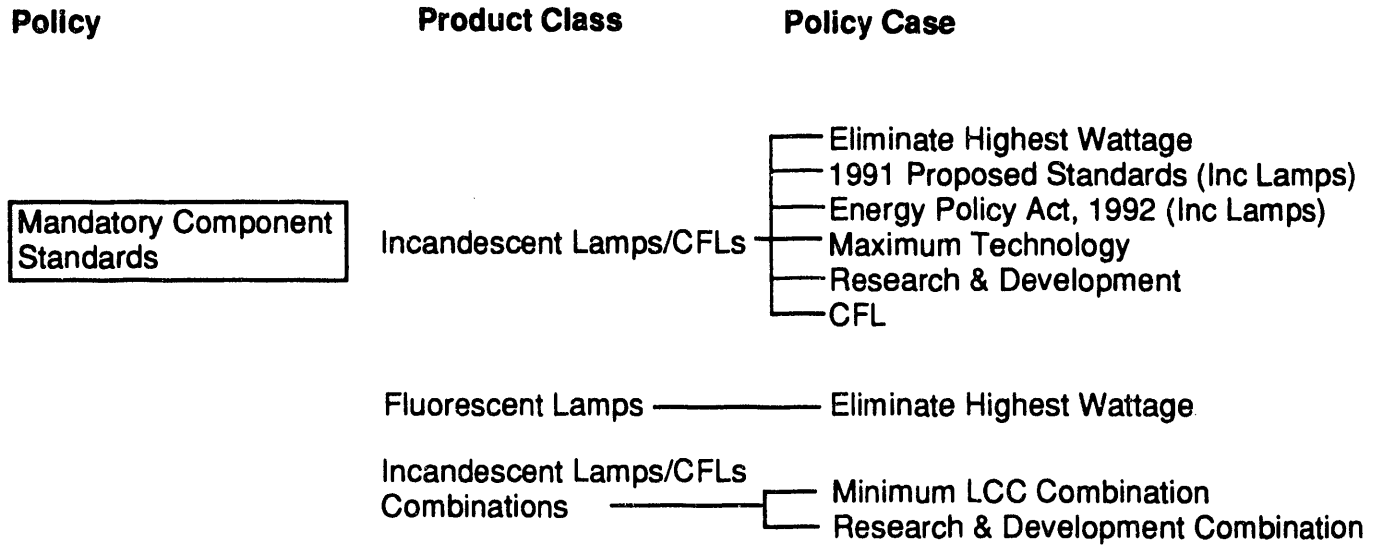 Policy Product Class Policy Case
Eliminate Highest Wattage
1991 Proposed Standards (Inc Lamps)
Mandatory Component
Standards
Incandescent Lamps/CFLs
Energy Policy Act, 1992 (Inc Lamps)
Maximum Technology
Research & Development
CFL
Fluorescent Lamps
Eliminate Highest Wattage
Incandescent Lamps/CFLs
Combinations
Minimum LCC Combination
Research & Development Combination